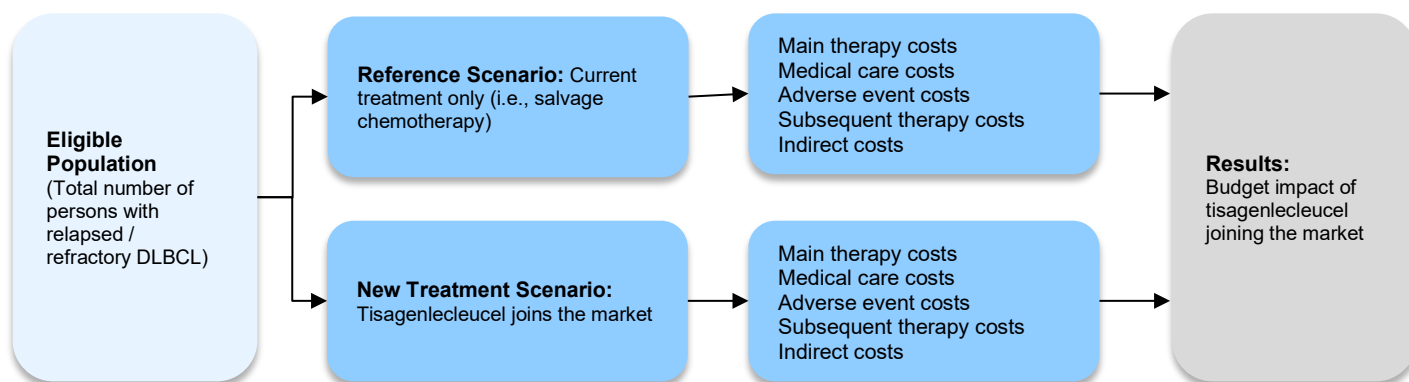 Eligible
Population
(Total number of
persons with
relapsed /
refractory DLBCL)
Reference Scenario: Current
treatment only (i.e., salvage
chemotherapy)
Main therapy costs
Medical care costs
Adverse event costs
Subsequent therapy costs
Indirect costs
New Treatment Scenario:
Tisagenlecleucel joins the market
Main therapy costs
Medical care costs
Adverse event costs
Subsequent therapy costs
Indirect costs
Results:
Budget impact of
tisagenlecleucel
joining the market